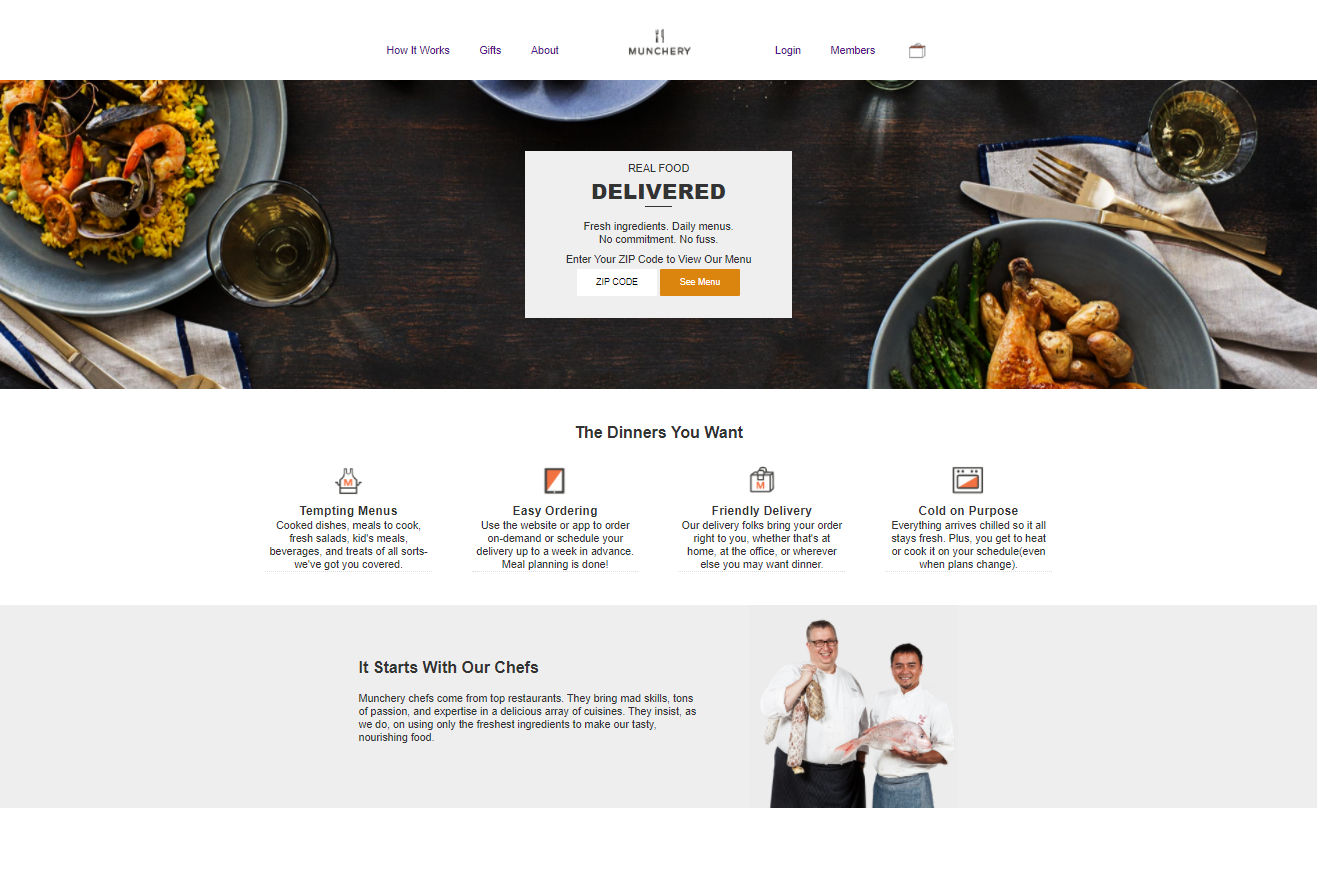 How It Works Gifts About MUNCHERY Login Members
REAL FOOD
DELIVERED
Fresh ingredients. Daily menus.
No commitment. No fuss.
Enter Your ZIP Code to View Our Menu
ZIP CODE See Menu
The Dinners You Want
M
M
Tempting Menus
Cooked dishes, meals to cook,
fresh salads, kid's meals,
beverages, and treats of all sorts-
we've got you covered.
Easy Ordering
Use the website or app to order
on-demand or schedule your
delivery up to a week in advance.
Meal planning is done!
Friendly Delivery
Our delivery folks bring your order
right to you, whether that's at
home, at the office, or wherever
else you may want dinner.
Cold on Purpose
Everything arrives chilled so it all
stays fresh. Plus, you get to heat
or cook it on your schedule(even
when plans change).
It Starts With Our Chefs
Munchery chefs come from top restaurants. They bring mad skills, tons
of passion, and expertise in a delicious array of cuisines. They insist, as
we do, on using only the freshest ingredients to make our tasty,
nourishing food.